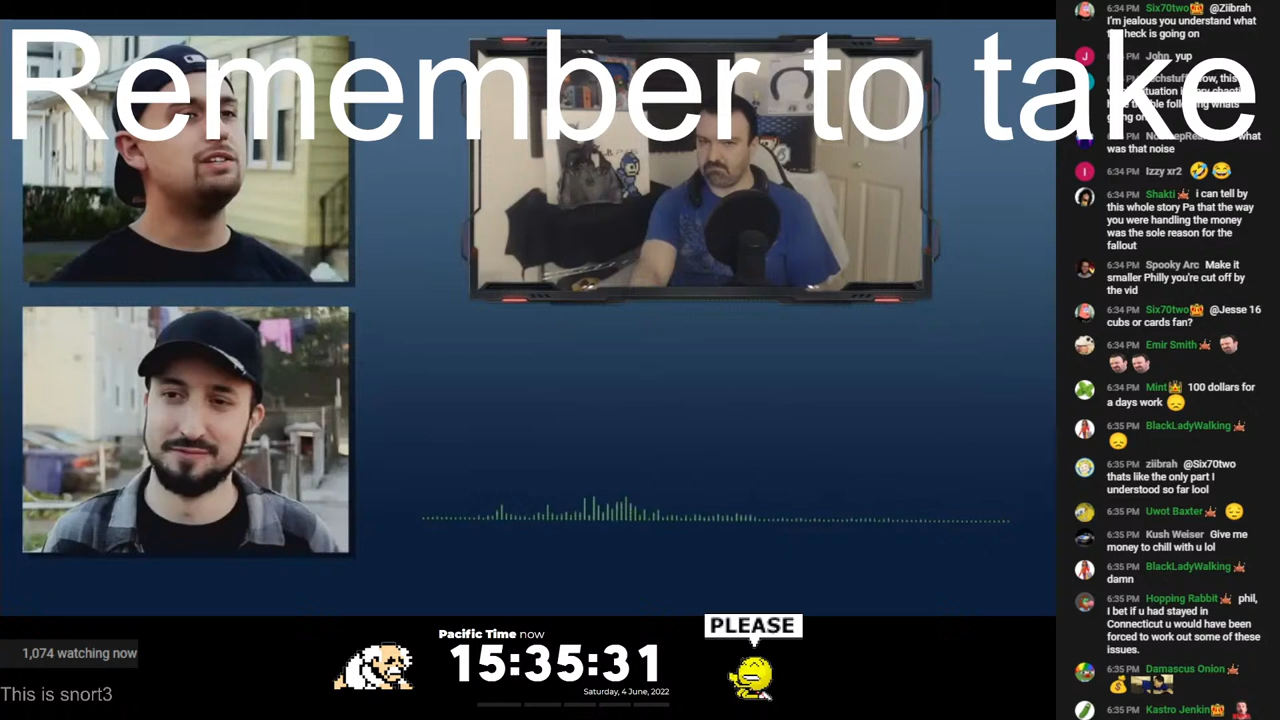 Remember to take
6:34 PM Six70two @Ziibrah
I'm jealous you understand what
heck is going on
John yup
what
was that noise
6:34 PM Izzy xr2
6:34 PM Shakti i can tell by
this whole story Pa that the way
you were handling the money
was the sole reason for the
fallout
6:34 PM Spooky Arc Make it
smaller Philly you're cut off by
the vid
6:34 PM Six70two @Jesse 16
cubs or cards fan?
6:34 PM Emir Smith
6:34 PM Mint 100 dollars for
a days work
6:35 PM BlackLadyWalking
6:35 PM ziibrah @Six70two
thats like the only part I
understood so far lool
6:35 PM Uwot Baxter
6:35 PM Kush Weiser Give me
money to chill with u lol
6:35 PM BlackLadyWalking
damn
6:35 PM Hopping Rabbit phil,
I bet if u had stayed in
Connecticut u would have been
forced to work out some of these
issues.
6:35 PM Damascus Onion
6:35 PM Kastro Jenkin
PLEASE
Pacific Time now
15:35:31
Saturday, 4 June, 2022
1,074 watching now
This is snort3